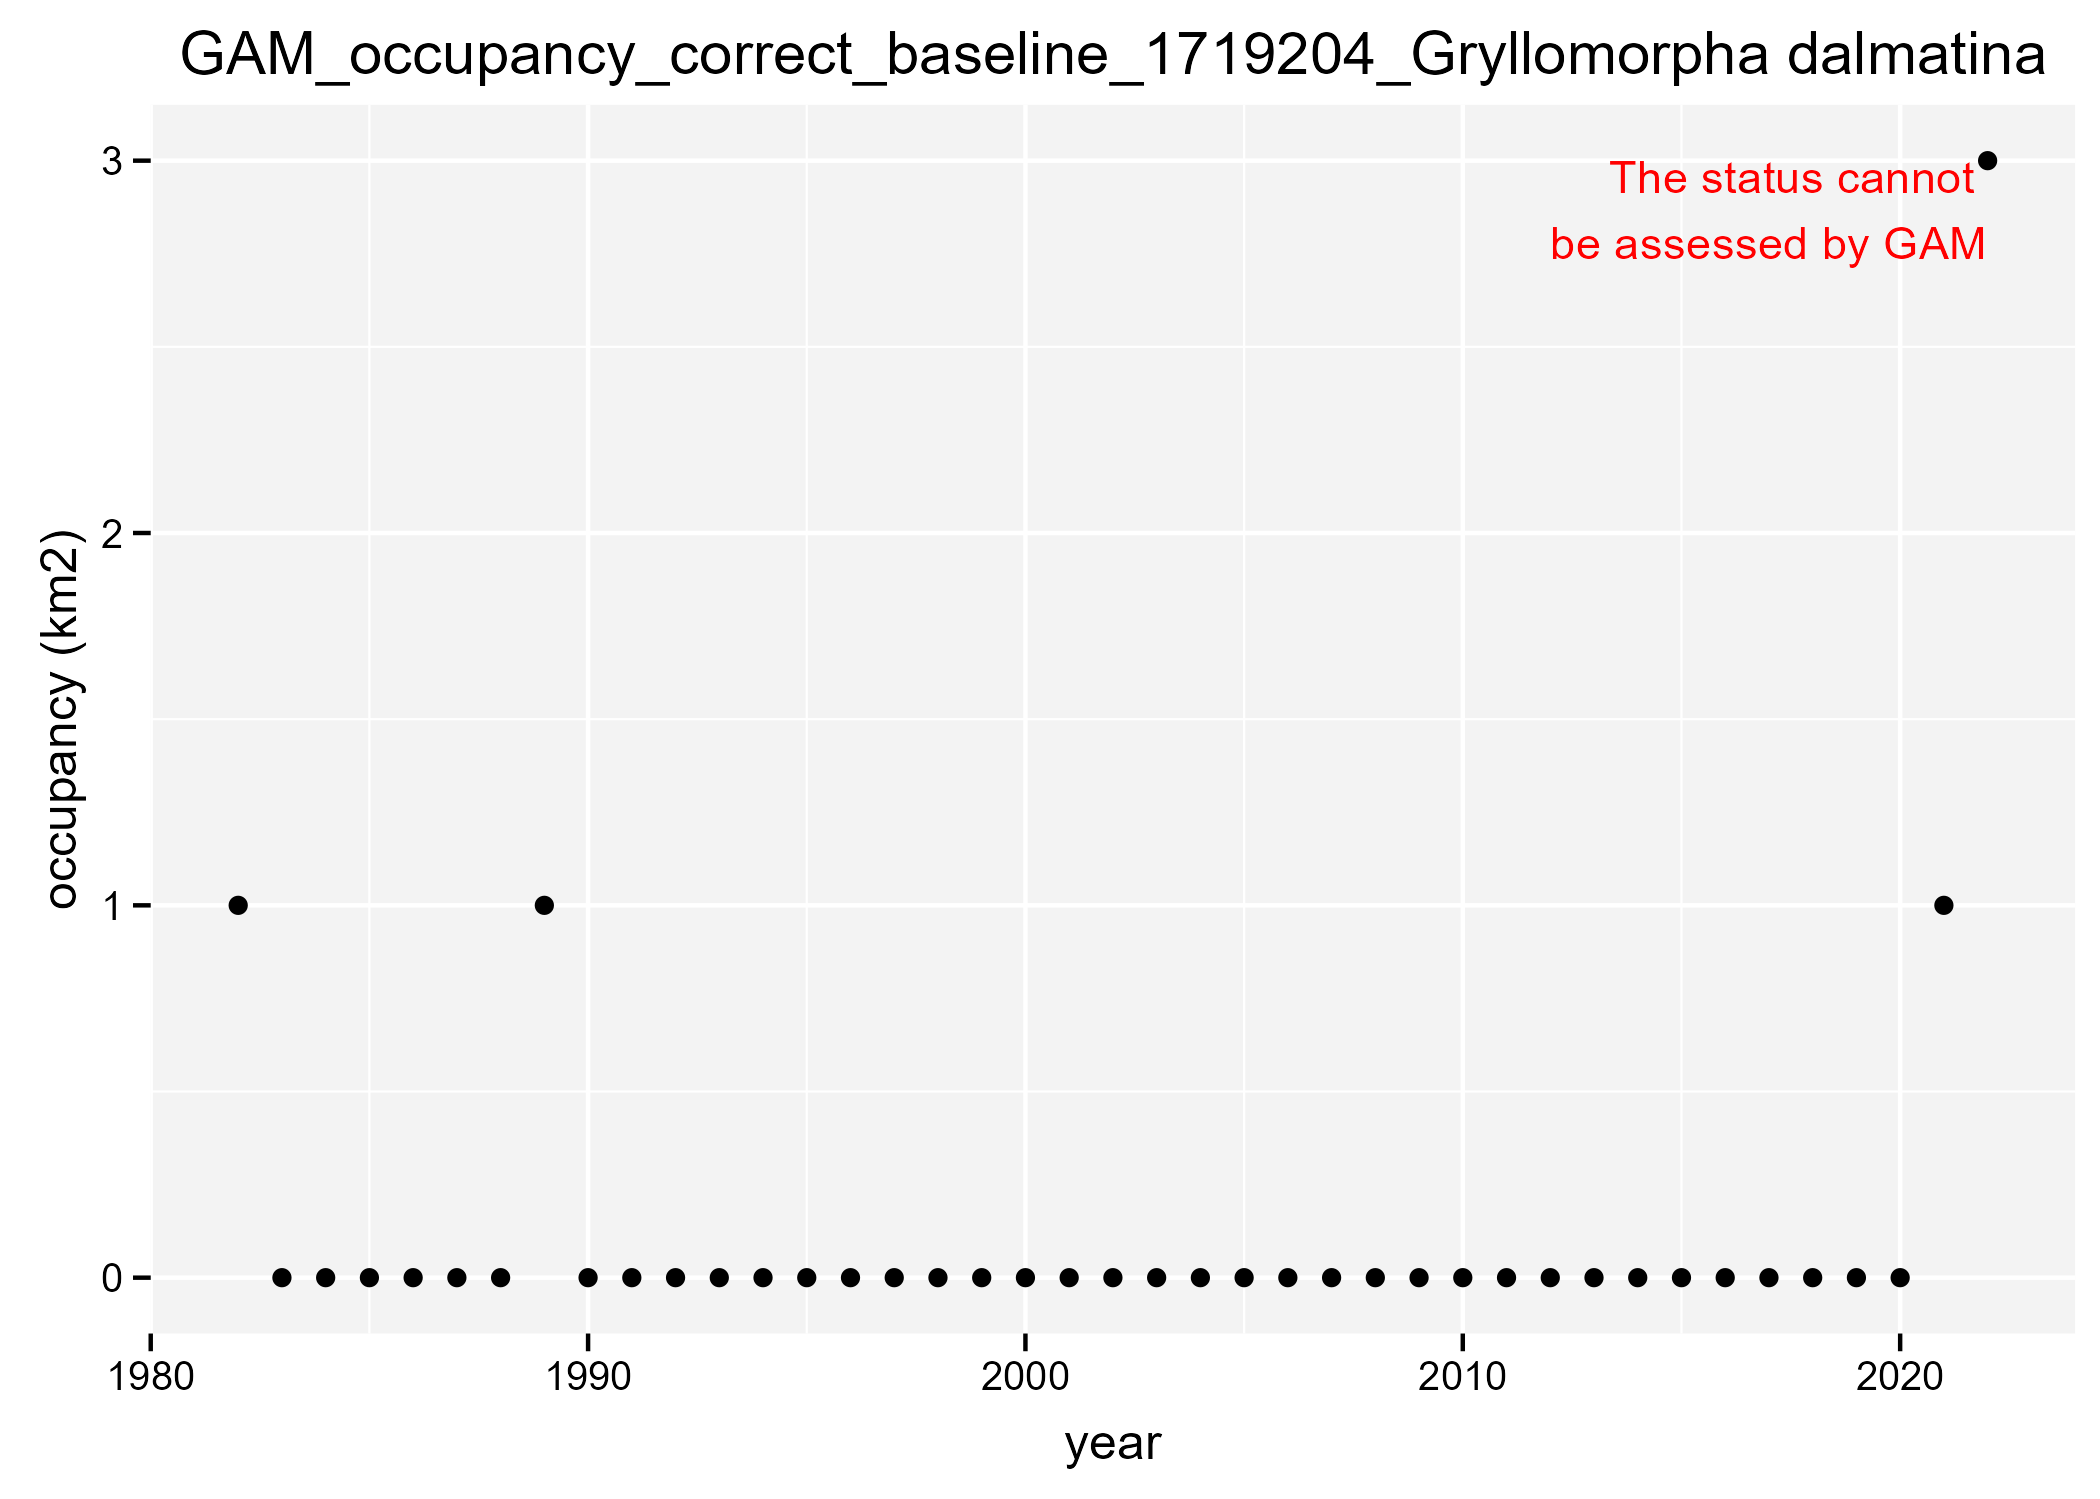 GAM_occupancy_correct_baseline_1719204_Gryllomorpha dalmatina
3
The status cannot
be assessed by GAM
2
occupancy (km2)
1
0
1980 1990 2000 2010 2020
year